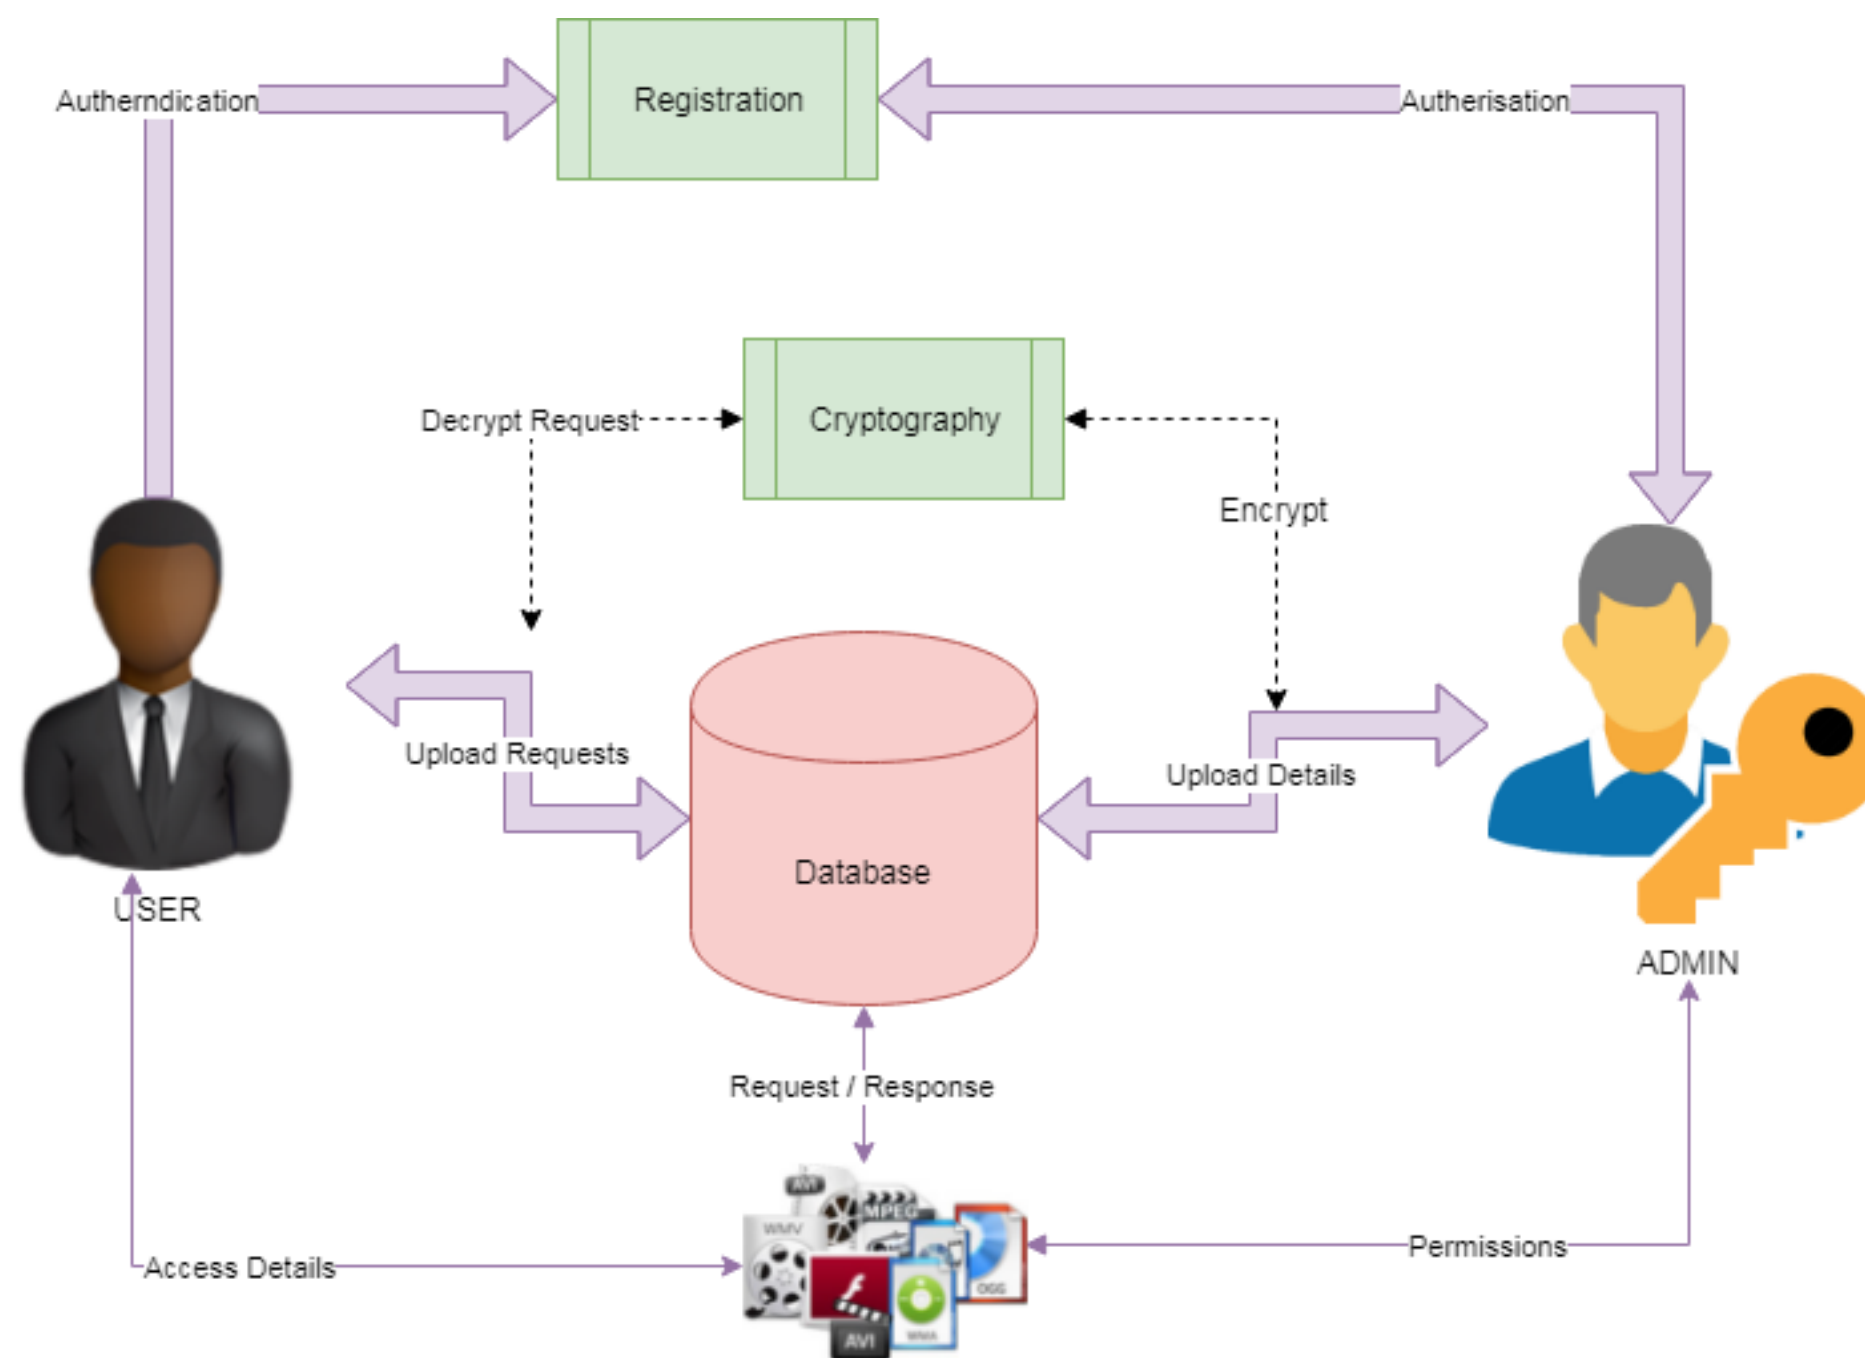 Registration
Autherndication
Autherisation
Cryptography
Decrypt Request
Encrypt
Upload Requests
Upload Details
Database
USER
ADMIN
Request / Response
AVI
MPEG
WMV
OGG
Access Details
Permissions
WMA
AVI